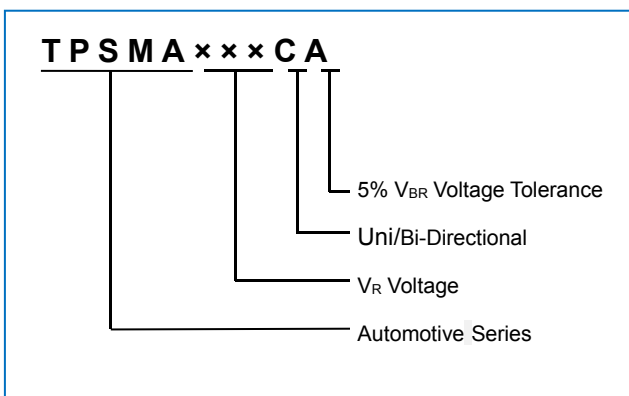 TPSMA×××CA
5% VBR Voltage Tolerance
Uni/Bi-Directional
VR Voltage
Automotive Series